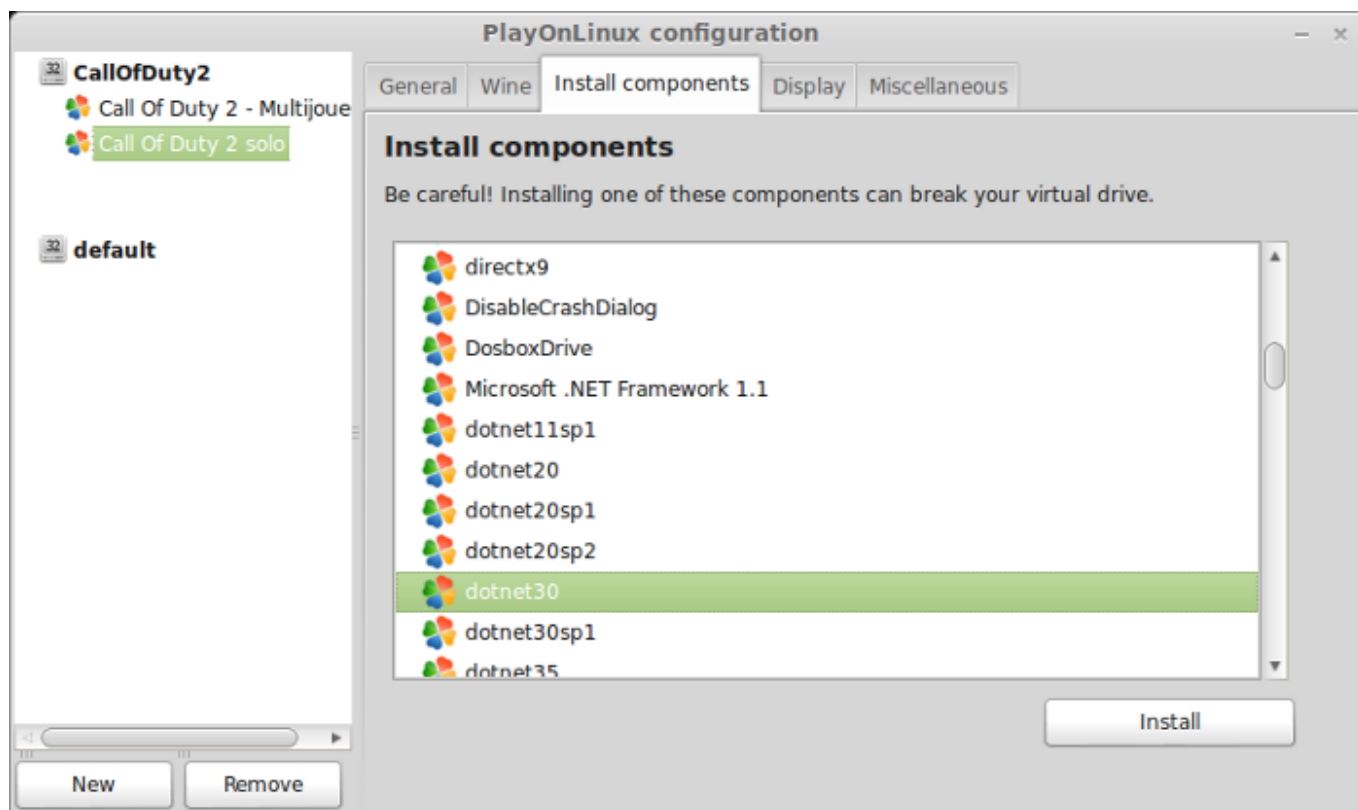 PlayOnLinux configuration
32 CallOfDuty2
Call Of Duty 2 - Multijoue
Call Of Duty 2 solo
32 default
New
Remove
General
Wine
Install components
Display
Miscellaneous
Install components
Be careful! Installing one of these components can break your virtual drive.
directx9
DisableCrashDialog
DosboxDrive
Microsoft .NET Framework 1.1
dotnet11sp1
dotnet20
dotnet20sp1
dotnet20sp2
dotnet30
dotnet30sp1
dotnet35
Install